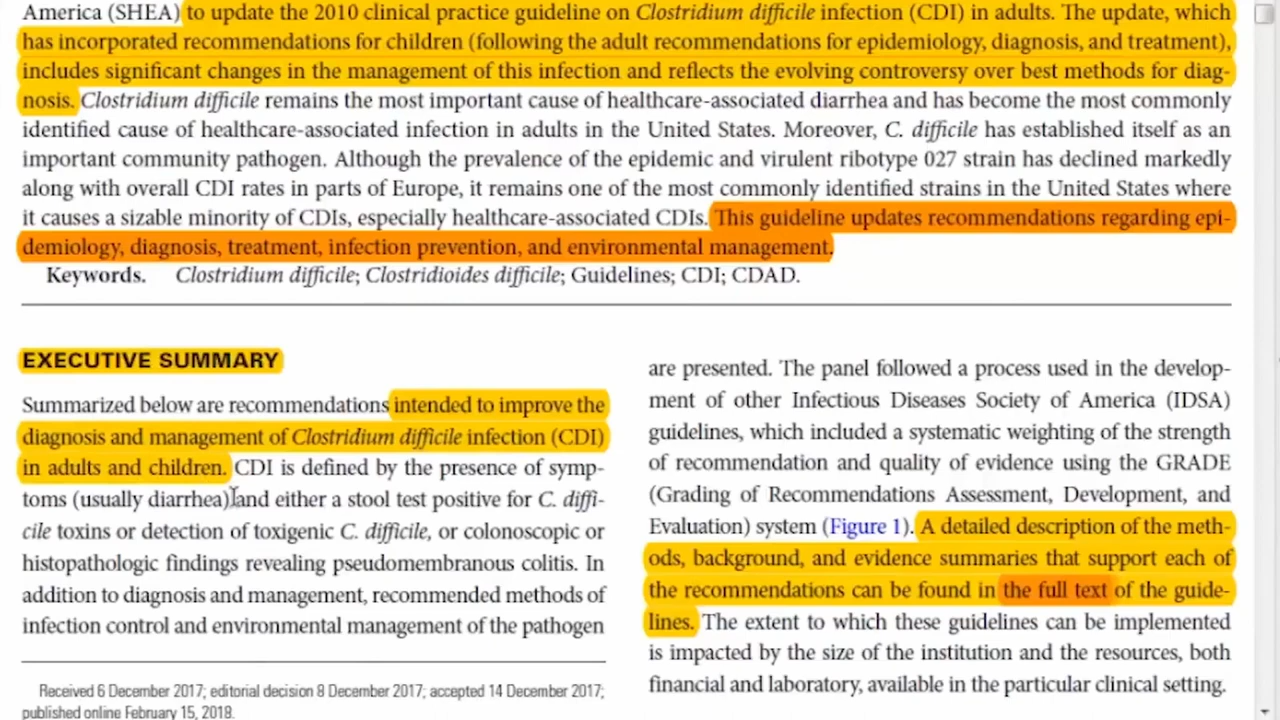 America (SHEA) to update the 2010 clinical practice guideline on Clostridium difficile infection (CDI) in adults. The update, which
has incorporated recommendations for children (following the adult recommendations for epidemiology, diagnosis, and treatment),
includes significant changes in the management of this infection and reflects the evolving controversy over best methods for diag-
nosis. Clostridium difficile remains the most important cause of healthcare-associated diarrhea and has become the most commonly
identified cause of healthcare-associated infection in adults in the United States. Moreover, C. difficile has established itself as an
important community pathogen. Although the prevalence of the epidemic and virulent ribotype 027 strain has declined markedly
along with overall CDI rates in parts of Europe, it remains one of the most commonly identified strains in the United States where
it causes a sizable minority of CDIs, especially healthcare-associated CDIs. This guideline updates recommendations regarding epi-
demiology, diagnosis, treatment, infection prevention, and environmental management.
Keywords. Clostridium difficile; Clostridioides difficile; Guidelines; CDI; CDAD.
EXECUTIVE SUMMARY
Summarized below are recommendations intended to improve the
diagnosis and management of Clostridium difficile infection (CDI)
in adults and children. CDI is defined by the presence of symp-
toms (usually diarrhea) and either a stool test positive for C. diffi-
cile toxins or detection of toxigenic C. difficile, or colonoscopic or
histopathologic findings revealing pseudomembranous colitis. In
addition to diagnosis and management, recommended methods of
infection control and environmental management of the pathogen
Received 6 December 2017; editorial decision 8 December 2017; accepted 14 December 2017;
published online February 15, 2018.
are presented. The panel followed a process used in the develop-
ment of other Infectious Diseases Society of America (IDSA)
guidelines, which included a systematic weighting of the strength
of recommendation and quality of evidence using the GRADE
(Grading of Recommendations Assessment, Development, and
Evaluation) system (Figure 1). A detailed description of the meth-
ods, background, and evidence summaries that support each of
the recommendations can be found in the full text of the guide-
lines. The extent to which these guidelines can be implemented
is impacted by the size of the institution and the resources, both
financial and laboratory, available in the particular clinical setting.